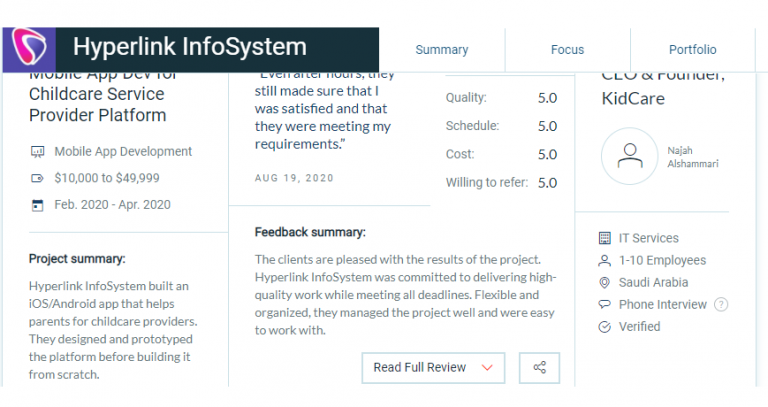 Hyperlink InfoSystem
Summary
Focus
Portfolio
Mobile App Dev for
Childcare Service
Provider Platform
Mobile App Development
$10,000 to $49,999
Feb. 2020 - Apr. 2020
Project summary:
Hyperlink InfoSystem built an
iOS/Android app that helps
parents for childcare providers.
They designed and prototyped
the platform before building it
from scratch.
"Even after hours, they
still made sure that I
was satisfied and that
they were meeting my
requirements."
AUG 19, 2020
Quality: 5.0
Schedule: 5.0
Cost: 5.0
Willing to refer: 5.0
Feedback summary:
The clients are pleased with the results of the project.
Hyperlink InfoSystem was committed to delivering high-
quality work while meeting all deadlines. Flexible and
organized, they managed the project well and were easy
to work with.
Read Full Review
CEO & Founder,
KidCare
Najah
Alshammari
IT Services
1-10 Employees
Saudi Arabia
Phone Interview ?
Verified